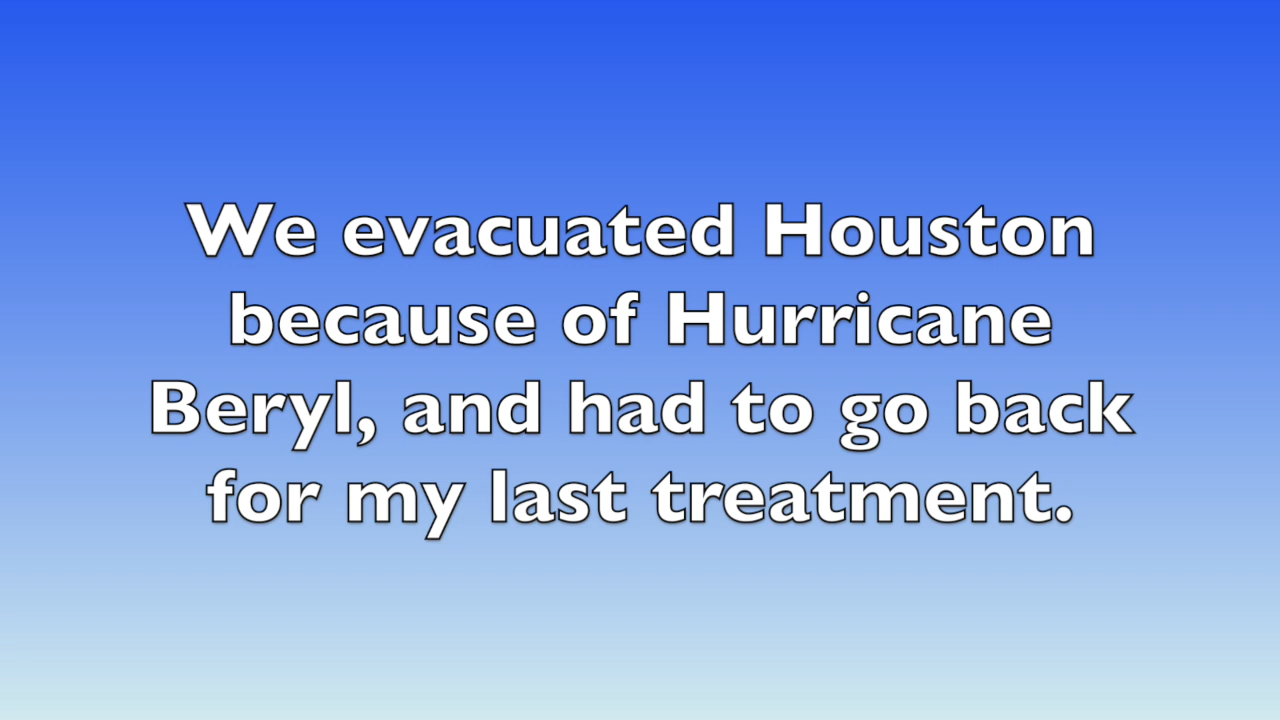 We evacuated Houston
because of Hurricane
Beryl, and had to go back
for my last treatment.